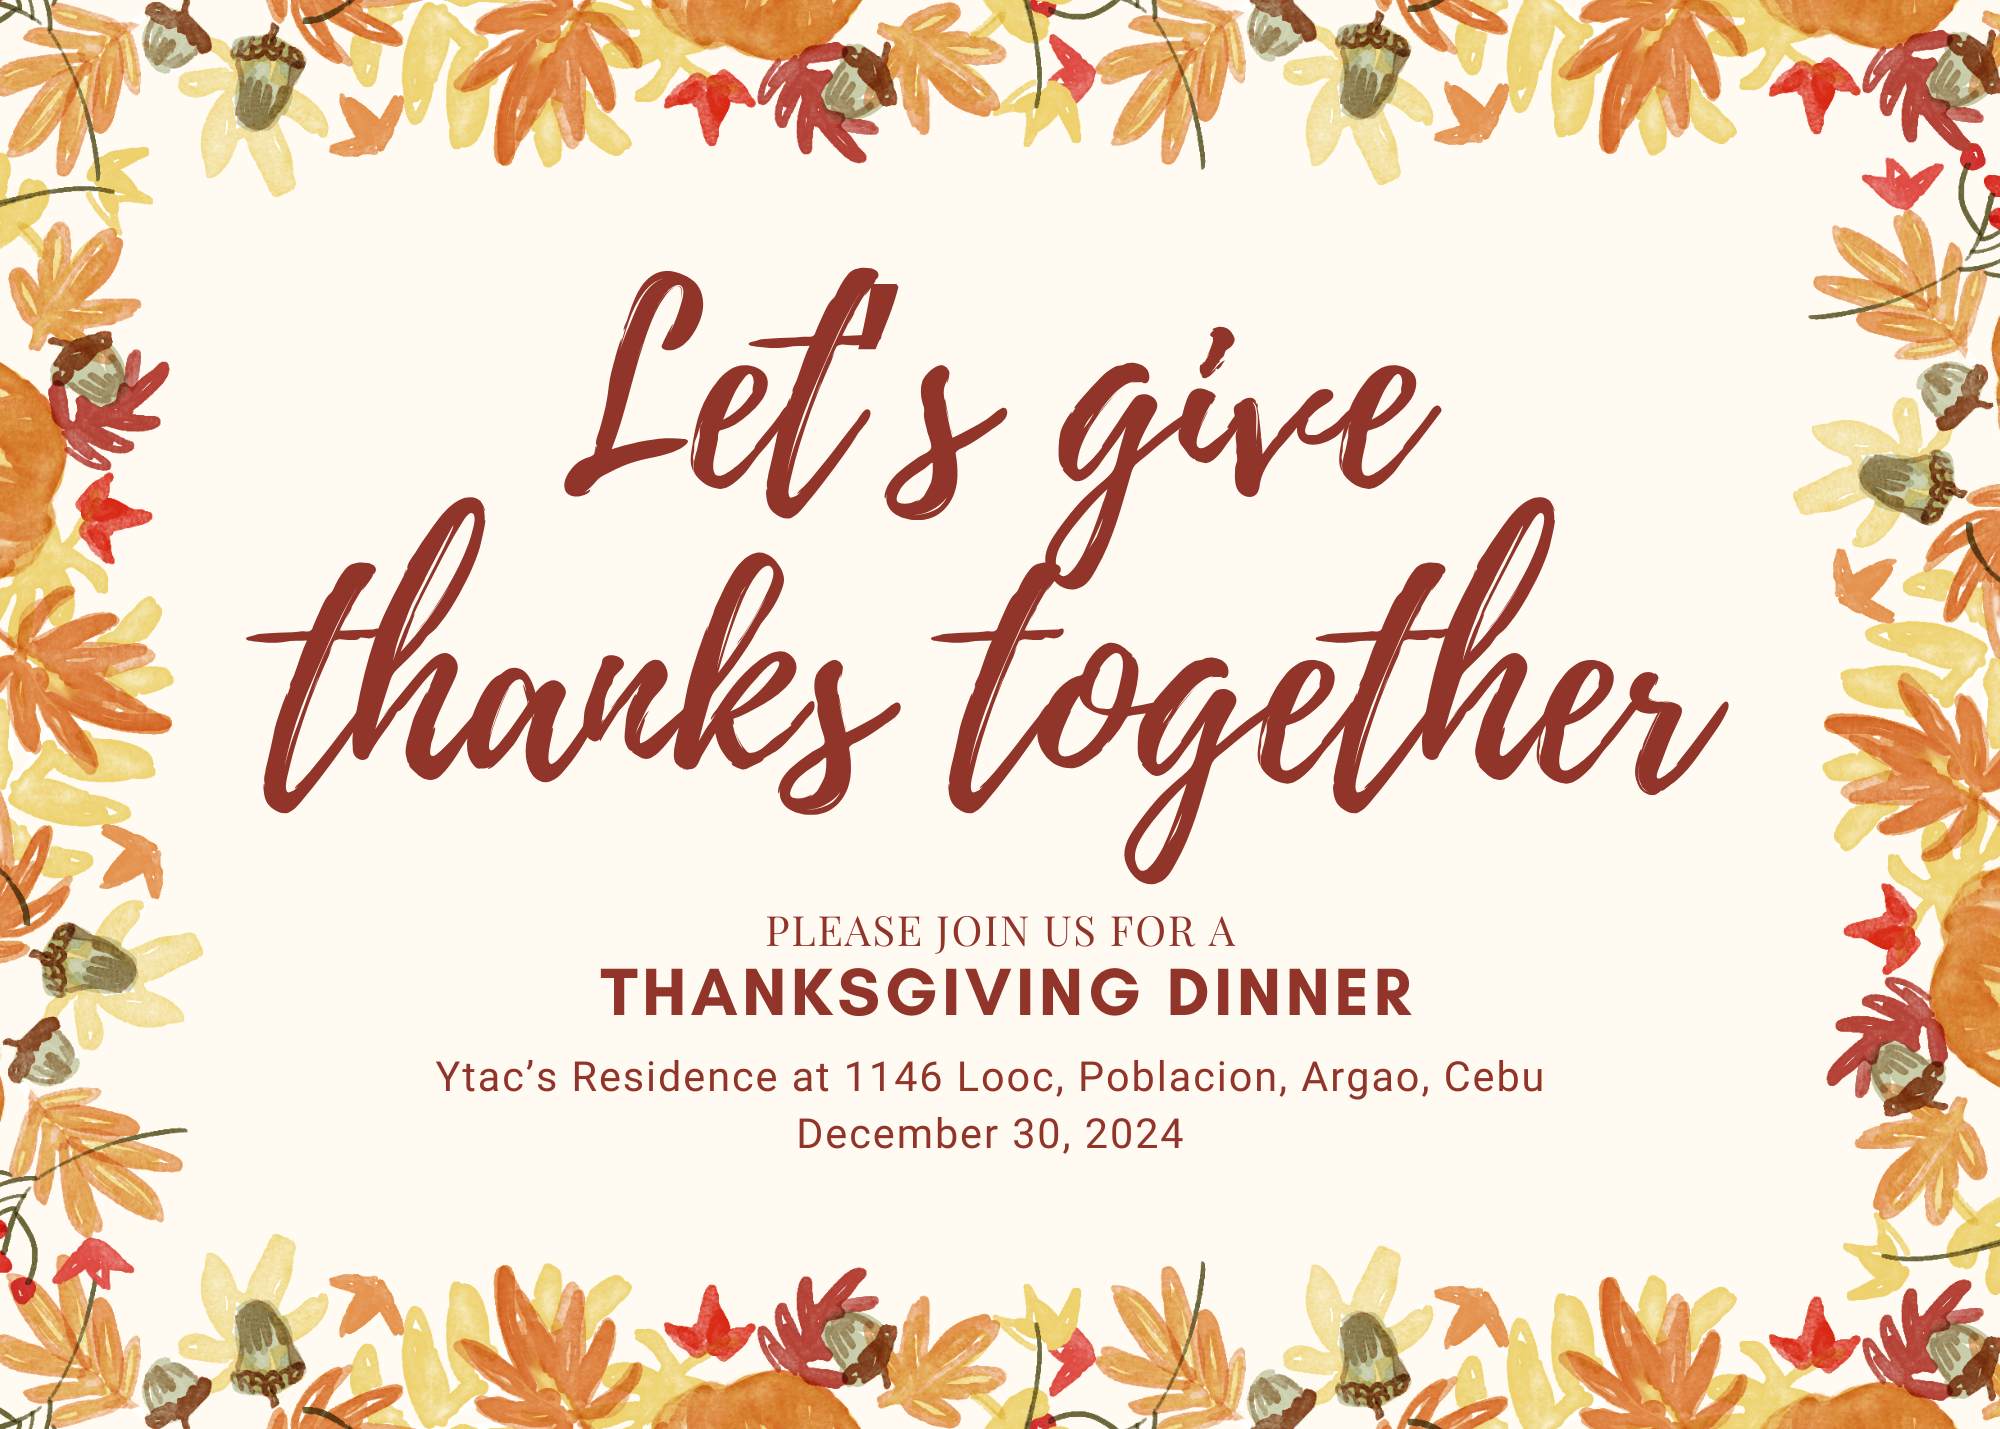 Let's give
thanks together
PLEASE JOIN US FOR A
THANKSGIVING DINNER
Ytac’s Residence at 1146 Looc, Poblacion, Argao, Cebu
December 30, 2024